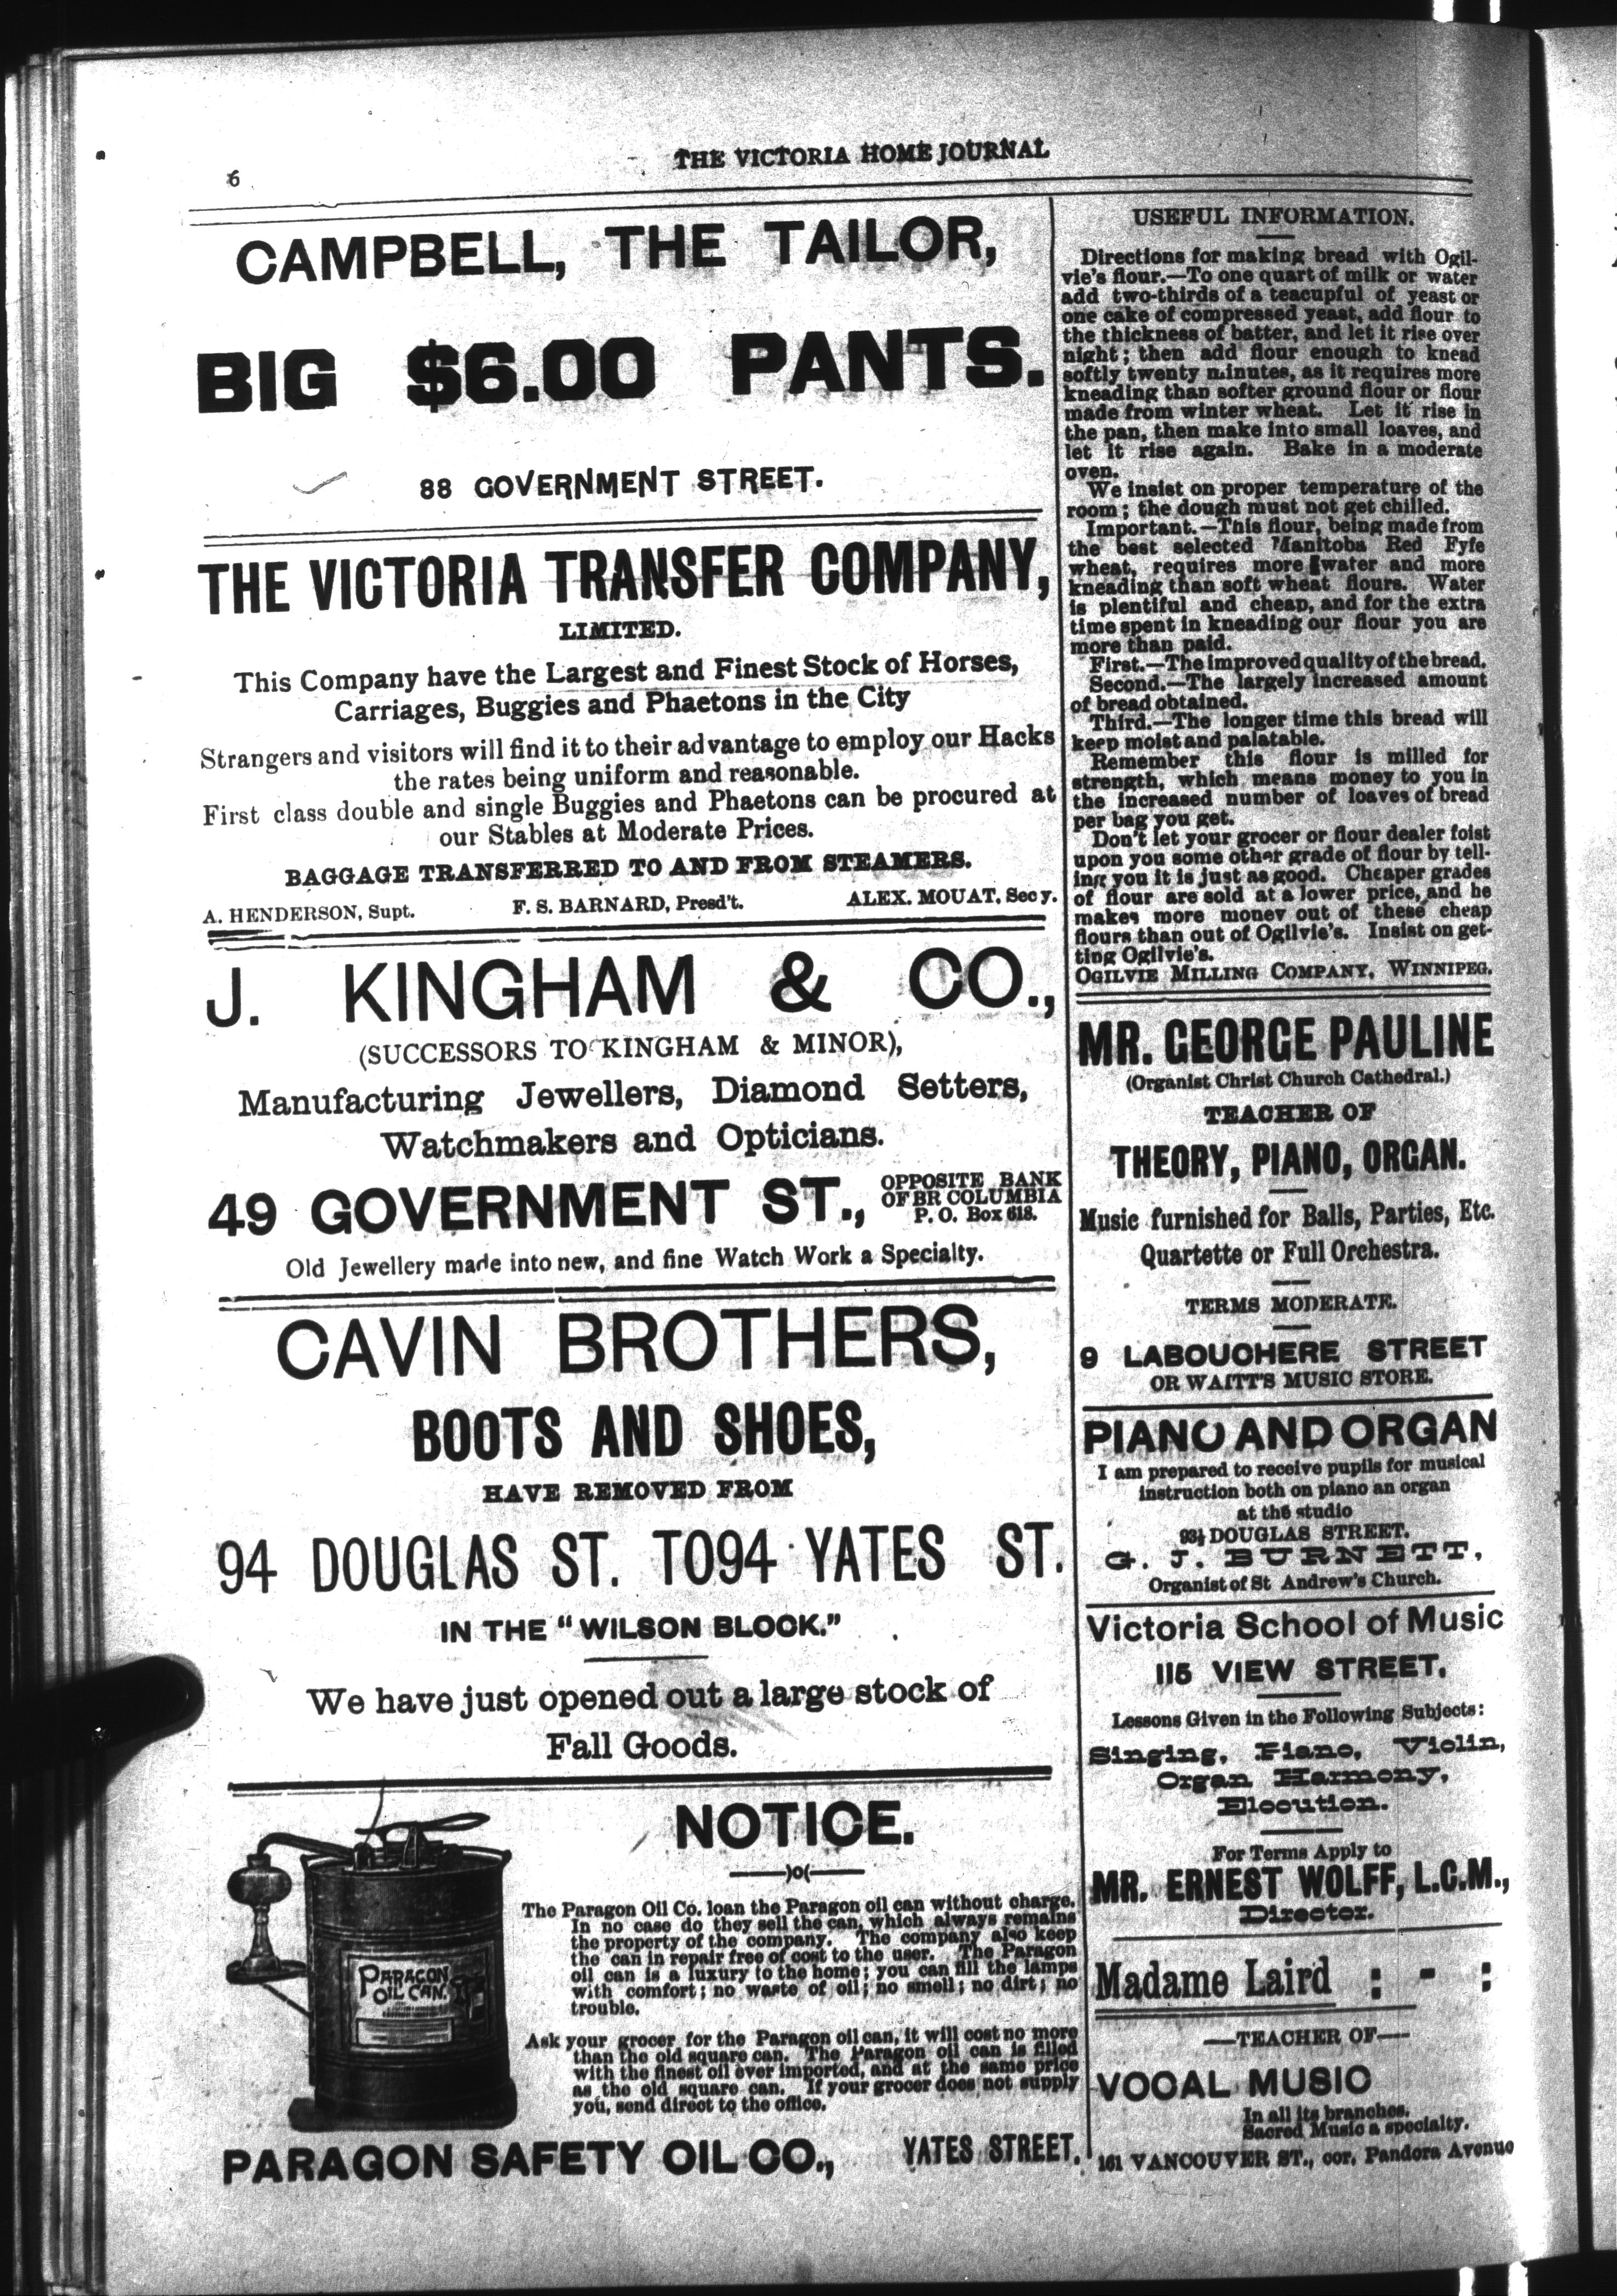 6
THE VICTORIA HOME JOURNAL
CAMPBELL, THE TAILOR,
BIG $6.00 PANTS.
88 GOVERNMENT STREET.
THE VICTORIA TRANSFER COMPANY,
LIMITED.
This Company have the Largest and Finest Stock of Horses,
Carriages, Buggies and Phaetons in the City
Strangers and visitors will find it to their advantage to employ our Hacks
the rates being uniform and reasonable.
First class double and single Buggies and Phaetons can be procured at
our Stables at Moderate Prices.
BAGGAGE TRANSFERRED TO AND FROM STEAMERS.
A. HENDERSON, Supt. F. S. BARNARD, Presd't. ALEX. MOUAT, Sec y.
J. KINGHAM & CO.,
(SUCCESSORS TO KINGHAM & MINOR),
Manufacturing Jewellers, Diamond Setters,
Watchmakers and Opticians.
49 GOVERNMENT ST.,
OPPOSITE BANK
OF BR COLUMBIA
P. O. Box 618.
Old Jewellery made into new, and fine Watch Work a Specialty.
CAVIN BROTHERS,
BOOTS AND SHOES,
HAVE REMOVED FROM
94 DOUGLAS ST. TO 94 YATES ST.
IN THE "WILSON BLOCK."
We have just opened out a large stock of
Fall Goods.
PARAGON
OIL CAN.
NOTICE.
—)o(—
The Paragon Oil Co. loan the Paragon oil can without charge.
In no case do they sell the can, which always remains
the property of the company. The company also keep
the can in repair free of cost to the user. The Paragon
oil can is a luxury to the home; you can fill the lamps
with comfort; no waste of oil; no smell; no dirt; no
trouble.
Ask your grocer for the Paragon oil can, it will cost no more
than the old square can. The Paragon oil can is filled
with the finest oil ever imported, and at the same price
as the old square can. If your grocer does not supply
you, send direct to the office.
PARAGON SAFETY OIL CO., YATES STREET.
USEFUL INFORMATION.
Directions for making bread with Ogil-
vie's flour.—To one quart of milk or water
add two-thirds of a teacupful of yeast or
one cake of compressed yeast, add flour to
the thickness of batter, and let it rise over
night; then add flour enough to knead
softly twenty minutes, as it requires more
kneading than softer ground flour or flour
made from winter wheat. Let it rise in
the pan, then make into small loaves, and
let it rise again. Bake in a moderate
oven.
We insist on proper temperature of the
room; the dough must not get chilled.
Important.—This flour, being made from
the best selected Manitoba Red Fyfe
wheat, requires more water and more
kneading than soft wheat flours. Water
is plentiful and cheap, and for the extra
time spent in kneading our flour you are
more than paid.
First.—The improved quality of the bread.
Second.—The largely increased amount
of bread obtained.
Third.—The longer time this bread will
keep moist and palatable.
Remember this flour is milled for
strength, which means money to you in
the increased number of loaves of bread
per bag you get.
Don't let your grocer or flour dealer foist
upon you some other grade of flour by tell-
ing you it is just as good. Cheaper grades
of flour are sold at a lower price, and he
makes more money out of these cheap
flours than out of Ogilvie's. Insist on get-
ting Ogilvie's.
OGILVIE MILLING COMPANY, WINNIPEG.
MR. GEORGE PAULINE
(Organist Christ Church Cathedral.)
TEACHER OF
THEORY, PIANO, ORGAN.
Music furnished for Balls, Parties, Etc.
Quartette or Full Orchestra.
TERMS MODERATE.
9 LABOUCHERE STREET
OR WAITT'S MUSIC STORE.
PIANO AND ORGAN
I am prepared to receive pupils for musical
instruction both on piano an organ
at the studio
93½ DOUGLAS STREET.
G. J. BURNETT,
Organist of St Andrew's Church.
Victoria School of Music
115 VIEW STREET.
Lessons Given in the Following Subjects:
Singing, Piano, Violin,
Organ Harmony,
Elocution.
For Terms Apply to
MR. ERNEST WOLFF, L.C.M.,
Director.
Madame Laird : - :
—TEACHER OF—
VOCAL MUSIC
In all its branches.
Sacred Music a specialty.
161 VANCOUVER ST., cor, Pandora Avenue